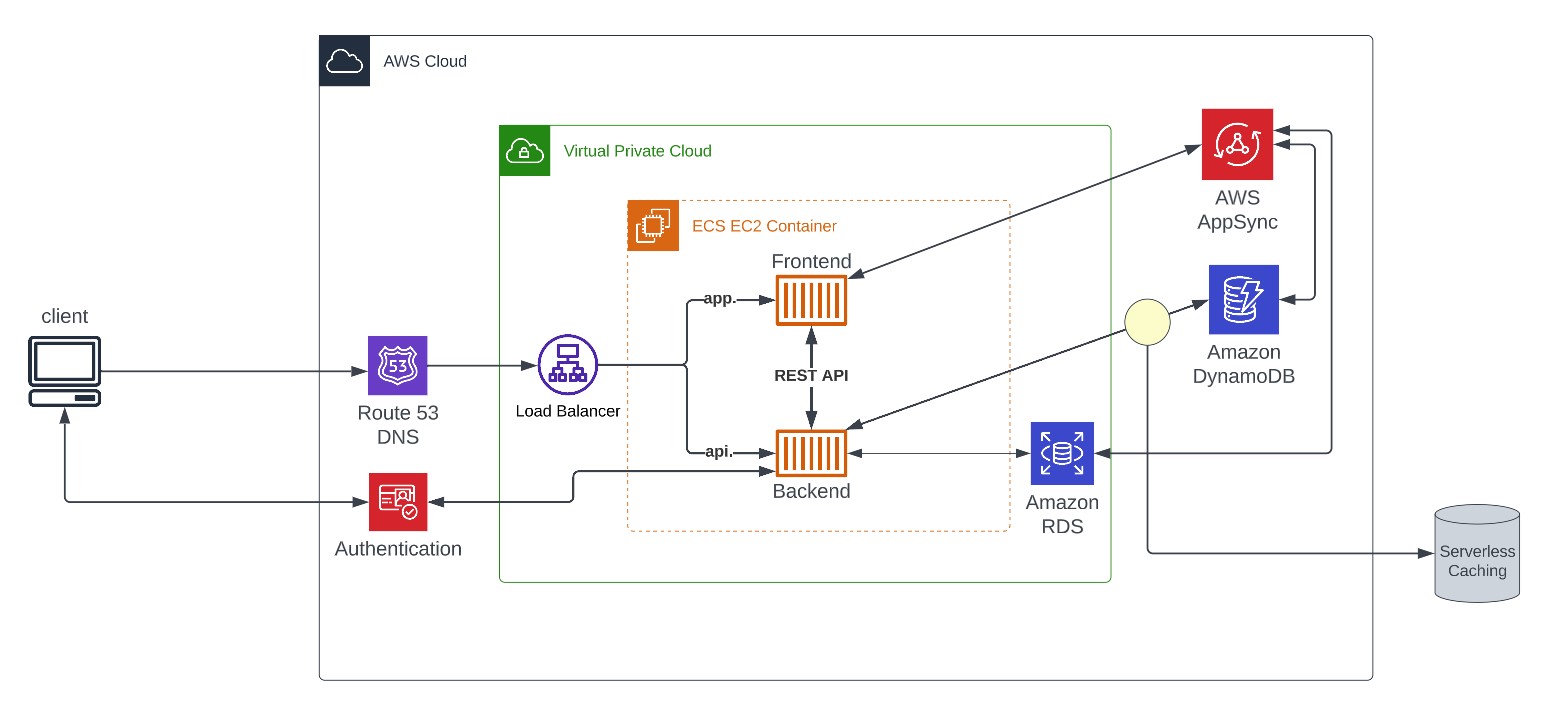 AWS Cloud
Virtual Private Cloud
AWS
AppSync
ECS EC2 Container
Frontend
app.
client
53
Route 53
DNS
Load Balancer
REST API
Amazon
DynamoDB
api.
Backend
Amazon
RDS
Authentication
Serverless
Caching